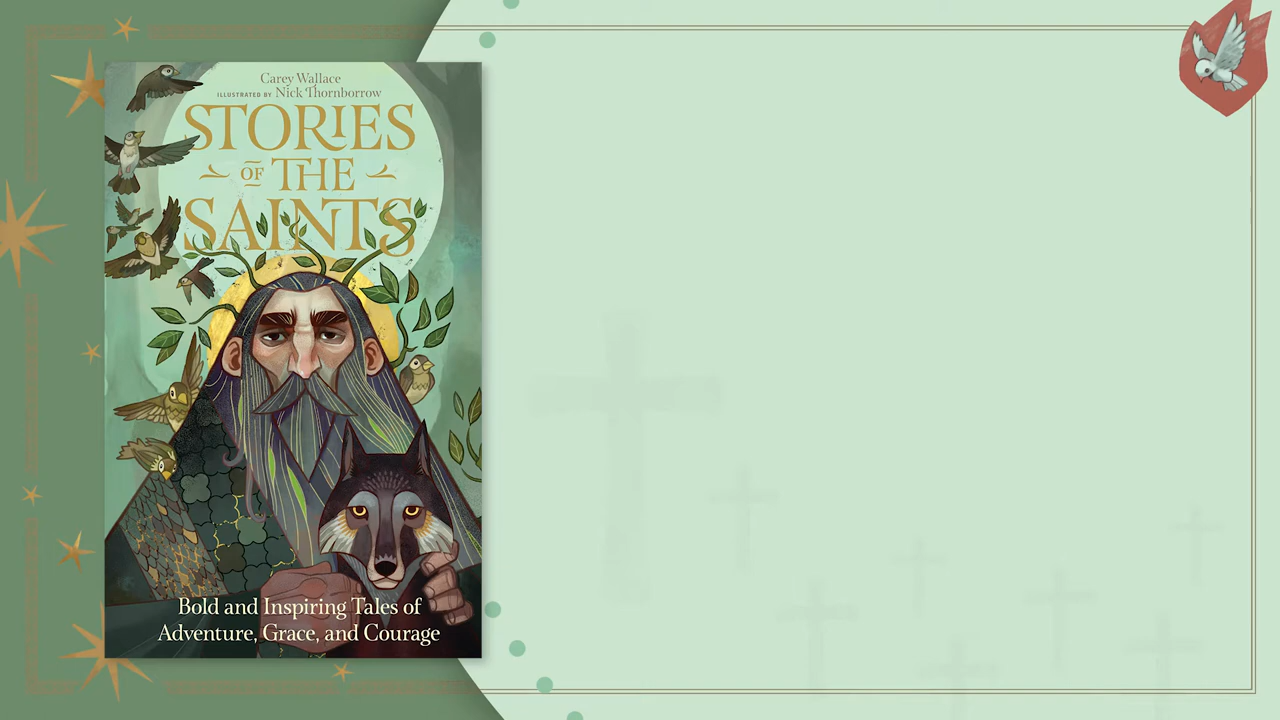 Carey Wallace
ILLUSTRATED BY Nick Thornborrow
STORIES
OF THE
SAINTS
Bold and Inspiring Tales of
Adventure, Grace, and Courage